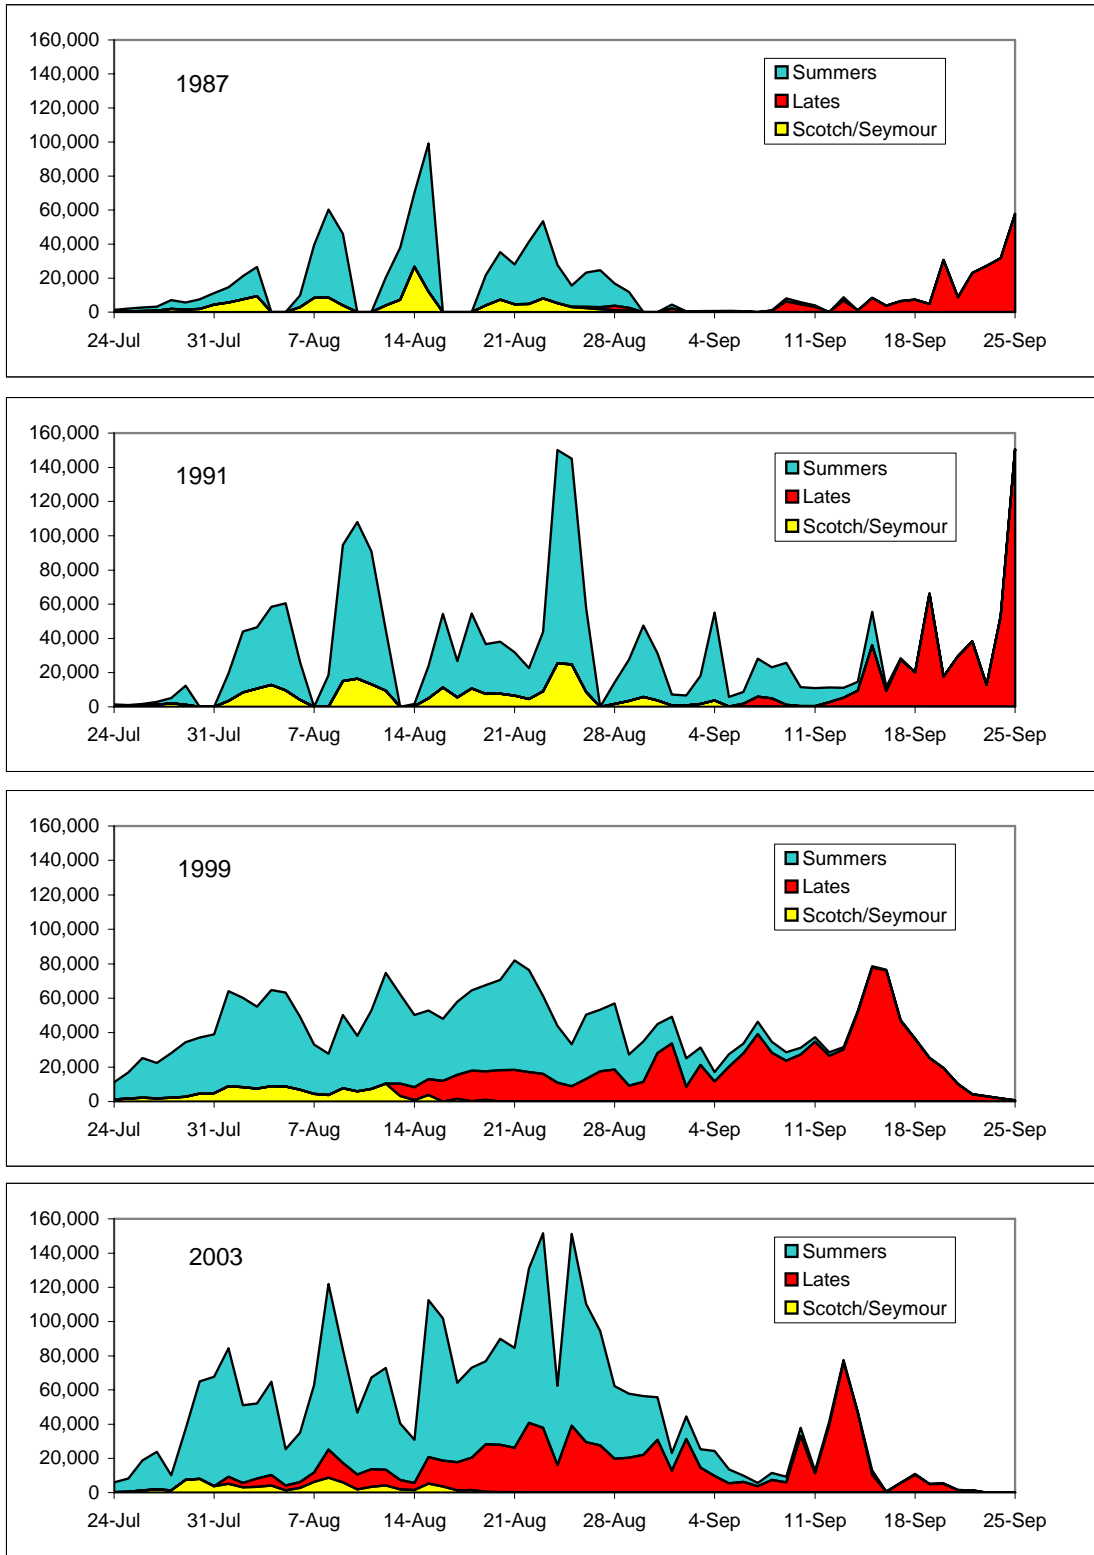 160,000
140,000
120,000
100,000
80,000
60,000
40,000
20,000
0
1987
Summers
Lates
Scotch/Seymour
24-Jul 31-Jul 7-Aug 14-Aug 21-Aug 28-Aug 4-Sep 11-Sep 18-Sep 25-Sep
160,000
140,000
120,000
100,000
80,000
60,000
40,000
20,000
0
1991
Summers
Lates
Scotch/Seymour
24-Jul 31-Jul 7-Aug 14-Aug 21-Aug 28-Aug 4-Sep 11-Sep 18-Sep 25-Sep
160,000
140,000
120,000
100,000
80,000
60,000
40,000
20,000
0
1999
Summers
Lates
Scotch/Seymour
24-Jul 31-Jul 7-Aug 14-Aug 21-Aug 28-Aug 4-Sep 11-Sep 18-Sep 25-Sep
160,000
140,000
120,000
100,000
80,000
60,000
40,000
20,000
0
2003
Summers
Lates
Scotch/Seymour
24-Jul 31-Jul 7-Aug 14-Aug 21-Aug 28-Aug 4-Sep 11-Sep 18-Sep 25-Sep